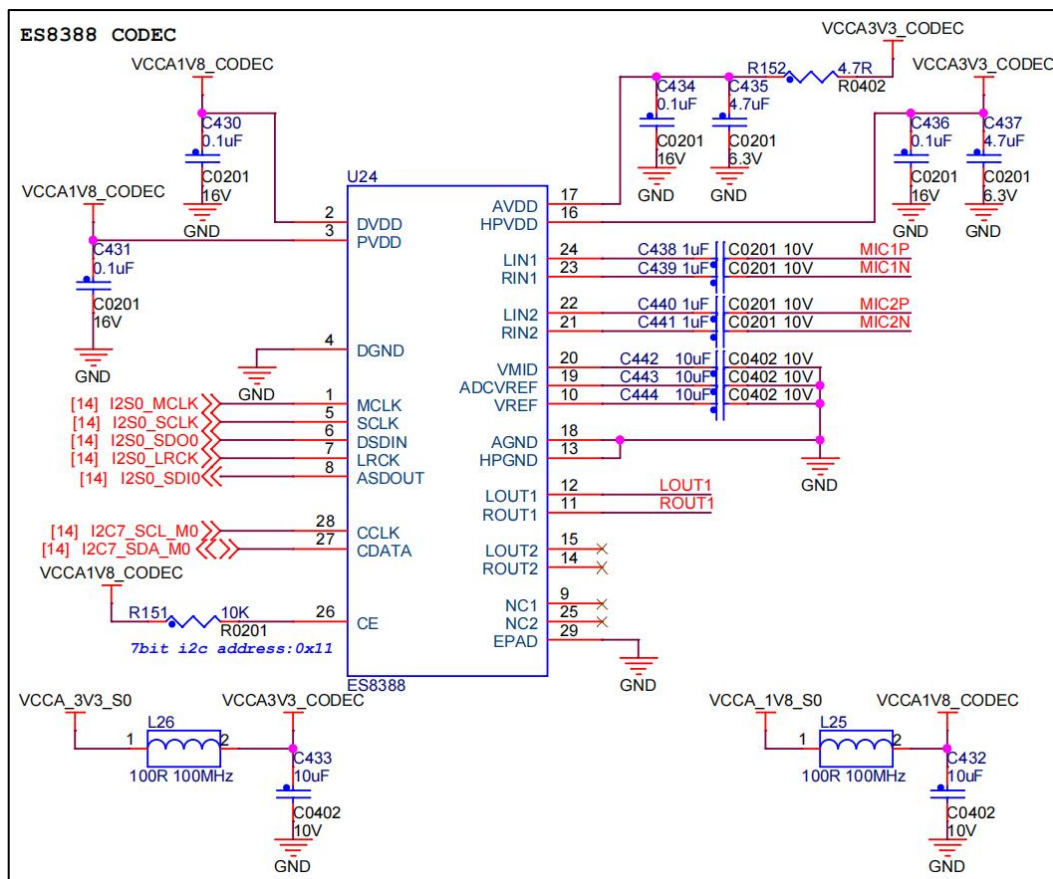 ES8388 CODEC
VCCA1V8_CODEC
C430
0.1uF
C0201
16V
GND
VCCA1V8_CODEC
C431
0.1uF
C0201
16V
GND
VCCA3V3_CODEC
R152 4.7R
R0402
C434
0.1uF
C0201
16V
GND
C435
4.7uF
C0201
6.3V
GND
VCCA3V3_CODEC
C436
0.1uF
C0201
16V
GND
C437
4.7uF
C0201
6.3V
GND
U24
2 DVDD
3 PVDD
4 DGND
GND
[14] I2S0_MCLK 1 MCLK
[14] I2S0_SCLK 5 SCLK
[14] I2S0_SDO0 6 DSDIN
[14] I2S0_LRCK 7 LRCK
[14] I2S0_SDI0 8 ASDOUT
[14] I2C7_SCL_M0 28 CCLK
[14] I2C7_SDA_M0 27 CDATA
VCCA1V8_CODEC
R151 10K 26 CE
R0201
7bit i2c address:0x11
AVDD 17
HPVDD 16
LIN1 24 C438 1uF C0201 10V MIC1P
RIN1 23 C439 1uF C0201 10V MIC1N
LIN2 22 C440 1uF C0201 10V MIC2P
RIN2 21 C441 1uF C0201 10V MIC2N
VMID 20 C442 10uF C0402 10V
ADCVREF 19 C443 10uF C0402 10V
VREF 10 C444 10uF C0402 10V
AGND 18
HPGND 13
GND
LOUT1 12 LOUT1
ROUT1 11 ROUT1
LOUT2 15
ROUT2 14
NC1 9
NC2 25
EPAD 29
GND
ES8388
VCCA_3V3_S0
L26
1 2
100R 100MHz
VCCA3V3_CODEC
C433
10uF
C0402
10V
GND
VCCA_1V8_S0
L25
1 2
100R 100MHz
VCCA1V8_CODEC
C432
10uF
C0402
10V
GND